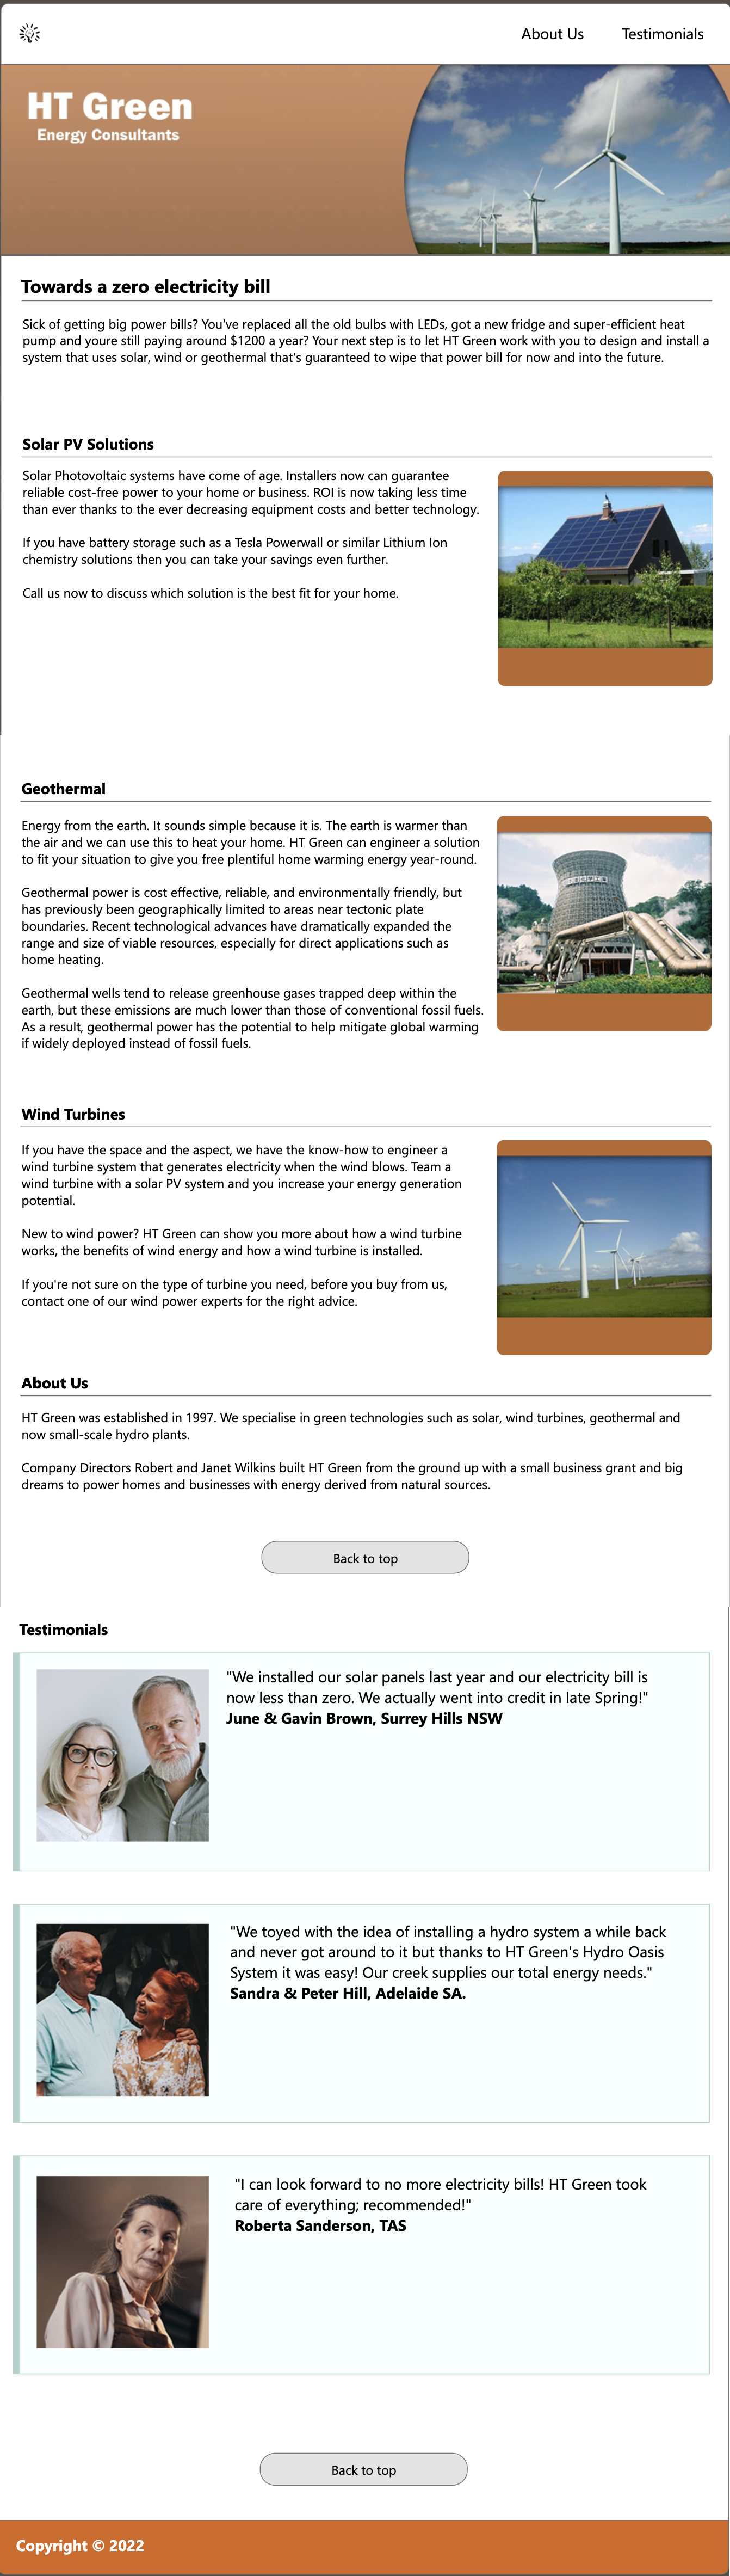 About Us Testimonials
HT Green
Energy Consultants
Towards a zero electricity bill
Sick of getting big power bills? You've replaced all the old bulbs with LEDs, got a new fridge and super-efficient heat
pump and youre still paying around $1200 a year? Your next step is to let HT Green work with you to design and install a
system that uses solar, wind or geothermal that's guaranteed to wipe that power bill for now and into the future.
Solar PV Solutions
Solar Photovoltaic systems have come of age. Installers now can guarantee
reliable cost-free power to your home or business. ROI is now taking less time
than ever thanks to the ever decreasing equipment costs and better technology.
If you have battery storage such as a Tesla Powerwall or similar Lithium Ion
chemistry solutions then you can take your savings even further.
Call us now to discuss which solution is the best fit for your home.
Geothermal
Energy from the earth. It sounds simple because it is. The earth is warmer than
the air and we can use this to heat your home. HT Green can engineer a solution
to fit your situation to give you free plentiful home warming energy year-round.
Geothermal power is cost effective, reliable, and environmentally friendly, but
has previously been geographically limited to areas near tectonic plate
boundaries. Recent technological advances have dramatically expanded the
range and size of viable resources, especially for direct applications such as
home heating.
Geothermal wells tend to release greenhouse gases trapped deep within the
earth, but these emissions are much lower than those of conventional fossil fuels.
As a result, geothermal power has the potential to help mitigate global warming
if widely deployed instead of fossil fuels.
Wind Turbines
If you have the space and the aspect, we have the know-how to engineer a
wind turbine system that generates electricity when the wind blows. Team a
wind turbine with a solar PV system and you increase your energy generation
potential.
New to wind power? HT Green can show you more about how a wind turbine
works, the benefits of wind energy and how a wind turbine is installed.
If you're not sure on the type of turbine you need, before you buy from us,
contact one of our wind power experts for the right advice.
About Us
HT Green was established in 1997. We specialise in green technologies such as solar, wind turbines, geothermal and
now small-scale hydro plants.
Company Directors Robert and Janet Wilkins built HT Green from the ground up with a small business grant and big
dreams to power homes and businesses with energy derived from natural sources.
Back to top
Testimonials
"We installed our solar panels last year and our electricity bill is
now less than zero. We actually went into credit in late Spring!"
June & Gavin Brown, Surrey Hills NSW
"We toyed with the idea of installing a hydro system a while back
and never got around to it but thanks to HT Green's Hydro Oasis
System it was easy! Our creek supplies our total energy needs."
Sandra & Peter Hill, Adelaide SA.
"I can look forward to no more electricity bills! HT Green took
care of everything; recommended!"
Roberta Sanderson, TAS
Back to top
Copyright © 2022